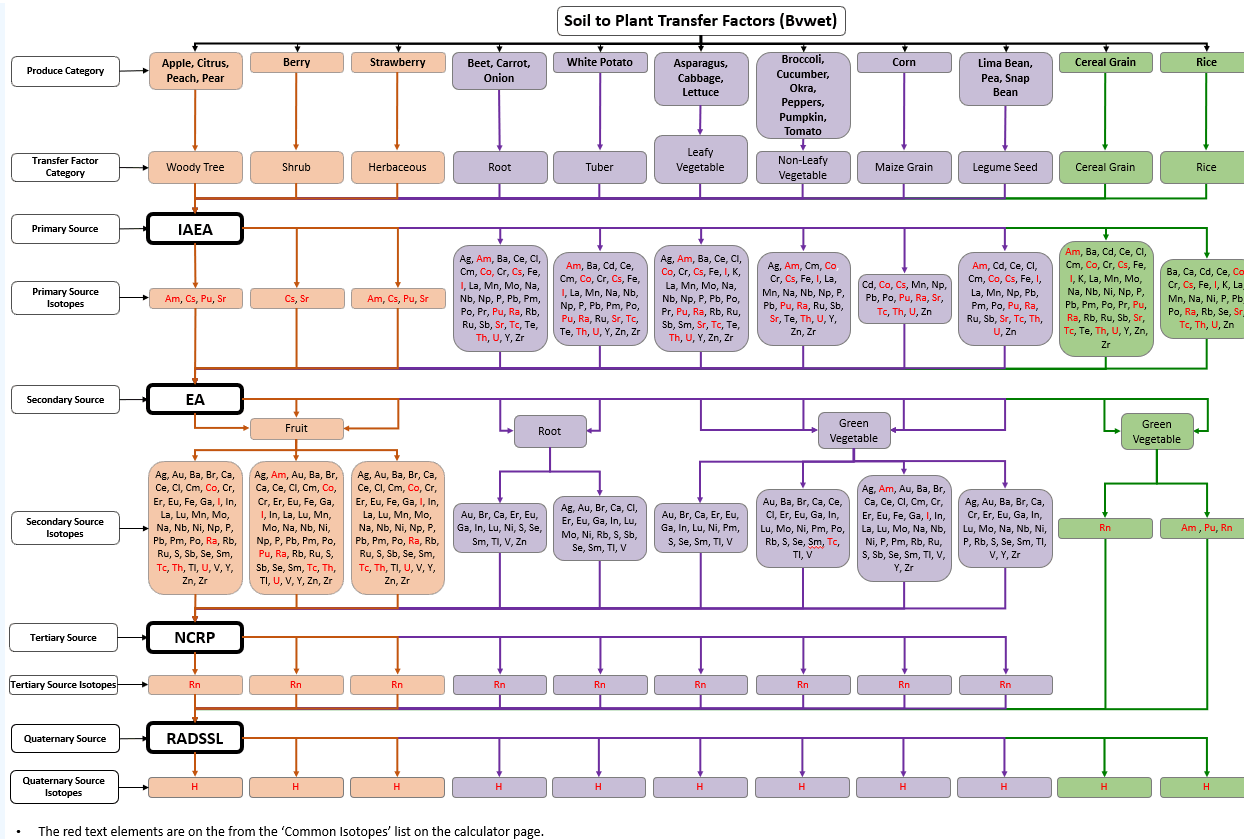 Soil to Plant Transfer Factors (Bvwet)
Produce Category
Apple, Citrus,
Peach, Pear
Berry
Strawberry
Beet, Carrot,
Onion
White Potato
Asparagus,
Cabbage,
Lettuce
Broccoli,
Cucumber,
Okra,
Peppers,
Pumpkin,
Tomato
Corn
Lima Bean,
Pea, Snap
Bean
Cereal Grain
Rice
Transfer Factor
Category
Woody Tree
Shrub
Herbaceous
Root
Tuber
Leafy
Vegetable
Non-Leafy
Vegetable
Maize Grain
Legume Seed
Cereal Grain
Rice
Primary Source
IAEA
Primary Source
Isotopes
Am, Cs, Pu, Sr
Cs, Sr
Am, Cs, Pu, Sr
Ag, Am, Ba, Ce, Cl,
Cm, Co, Cr, Cs, Fe,
I, La, Mn, Mo, Na,
Nb, Np, P, Pb, Pm,
Po, Pr, Pu, Ra, Rb,
Ru, Sb, Sr, Tc, Te,
Th, U, Y, Zn, Zr
Am, Ba, Cd, Ce,
Cm, Co, Cr, Cs, Fe,
I, La, Mn, Na, Nb,
Np, P, Pb, Pm, Po,
Pu, Ra, Ru, Sr, Tc,
Te, Th, U, Y, Zn, Zr
Ag, Am, Ba, Ce, Cl,
Co, Cr, Cs, Fe, I, K,
La, Mn, Mo, Na,
Nb, Np, P, Pb, Po,
Pr, Pu, Ra, Rb, Ru,
Sb, Sm, Sr, Tc, Te,
Th, U, Y, Zn, Zr
Ag, Am, Cm, Co
Cr, Cs, Fe, I, La,
Mn, Na, Nb, Np, P,
Pb, Pu, Ra, Ru, Sb,
Sr, Te, Th, U, Y,
Zn, Zr
Cd, Co, Cs, Mn, Np,
Pb, Po, Pu, Ra, Sr,
Tc, Th, U, Zn
Am, Cd, Ce, Cl,
Cm, Co, Cs, Fe, I,
La, Mn, Np, Pb,
Pm, Po, Pu, Ra,
Ru, Sb, Sr, Tc, Th,
U, Zn
Am, Ba, Cd, Ce, Cl,
Cm, Co, Cr, Cs, Fe,
I, K, La, Mn, Mo,
Na, Nb, Ni, Np, P,
Pb, Pm, Po, Pr, Pu,
Ra, Rb, Ru, Sb, Sr,
Tc, Te, Th, U, Y, Zn,
Zr
Ba, Ca, Cd, Ce, Co
Cr, Cs, Fe, I, K, La,
Mn, Na, Ni, P, Pb,
Po, Ra, Rb, Se, Sr,
Tc, Th, U, Zn
Secondary Source
EA
Fruit
Root
Green
Vegetable
Green
Vegetable
Secondary Source
Isotopes
Ag, Au, Ba, Br, Ca,
Ce, Cl, Cm, Co, Cr,
Er, Eu, Fe, Ga, I, In,
La, Lu, Mn, Mo,
Na, Nb, Ni, Np, P,
Pb, Pm, Po, Ra, Rb,
Ru, S, Sb, Se, Sm,
Tc, Th, Tl, U, V, Y,
Zn, Zr
Ag, Am, Au, Ba, Br,
Ca, Ce, Cl, Cm, Co,
Cr, Er, Eu, Fe, Ga,
I, In, La, Lu, Mn,
Mo, Na, Nb, Ni,
Np, P, Pb, Pm, Po,
Pu, Ra, Rb, Ru, S,
Sb, Se, Sm, Tc, Th,
Tl, U, V, Y, Zn, Zr
Ag, Au, Ba, Br, Ca,
Ce, Cl, Cm, Co, Cr,
Er, Eu, Fe, Ga, I, In,
La, Lu, Mn, Mo,
Na, Nb, Ni, Np, P,
Pb, Pm, Po, Ra, Rb,
Ru, S, Sb, Se, Sm,
Tc, Th, Tl, U, V, Y,
Zn, Zr
Au, Br, Ca, Er, Eu,
Ga, In, Lu, Ni, S, Se,
Sm, Tl, V, Zn
Ag, Au, Br, Ca, Cl,
Er, Eu, Ga, In, Lu,
Mo, Ni, Rb, S, Sb,
Se, Sm, Tl, V
Au, Br, Ca, Er, Eu,
Ga, In, Lu, Ni, Pm,
S, Se, Sm, Tl, V
Au, Ba, Br, Ca, Ce,
Cl, Er, Eu, Ga, In,
Lu, Mo, Ni, Pm, Po,
Rb, S, Se, Sm, Tc,
Tl, V
Ag, Am, Au, Ba, Br,
Ca, Ce, Cl, Cm, Cr,
Er, Eu, Fe, Ga, I, In,
La, Lu, Mo, Na, Nb,
Ni, P, Pm, Rb, Ru,
S, Sb, Se, Sm, Tl, V,
Y, Zr
Ag, Au, Ba, Br, Ca,
Cr, Er, Eu, Ga, In,
Lu, Mo, Na, Nb, Ni,
P, Rb, S, Se, Sm, Tl,
V, Y, Zr
Rn
Am , Pu, Rn
Tertiary Source
NCRP
Tertiary Source Isotopes
Rn
Rn
Rn
Rn
Rn
Rn
Rn
Rn
Rn
Quaternary Source
RADSSL
Quaternary Source
Isotopes
H
H
H
H
H
H
H
H
H
H
H
• The red text elements are on the from the ‘Common Isotopes’ list on the calculator page.